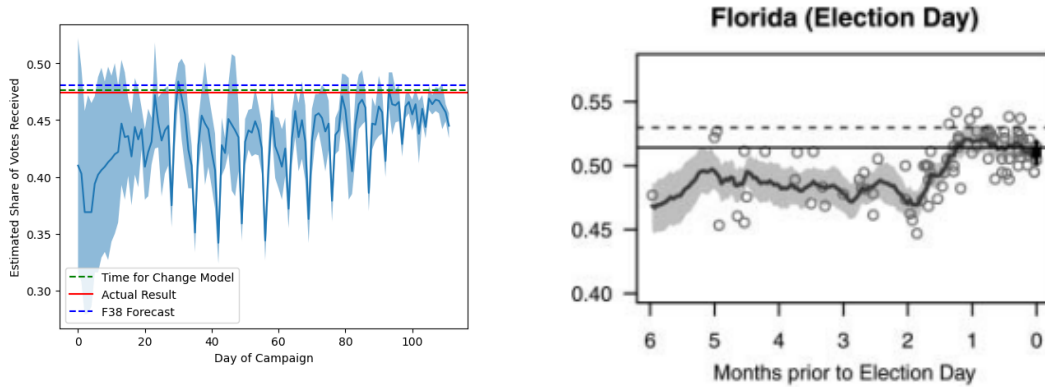 Estimated Share of Votes Received
0.50
0.45
0.40
0.35
0.30
Time for Change Model
Actual Result
F38 Forecast
0 20 40 60 80 100
Day of Campaign
Florida (Election Day)
0.55
0.50
0.45
0.40
6 5 4 3 2 1 0
Months prior to Election Day